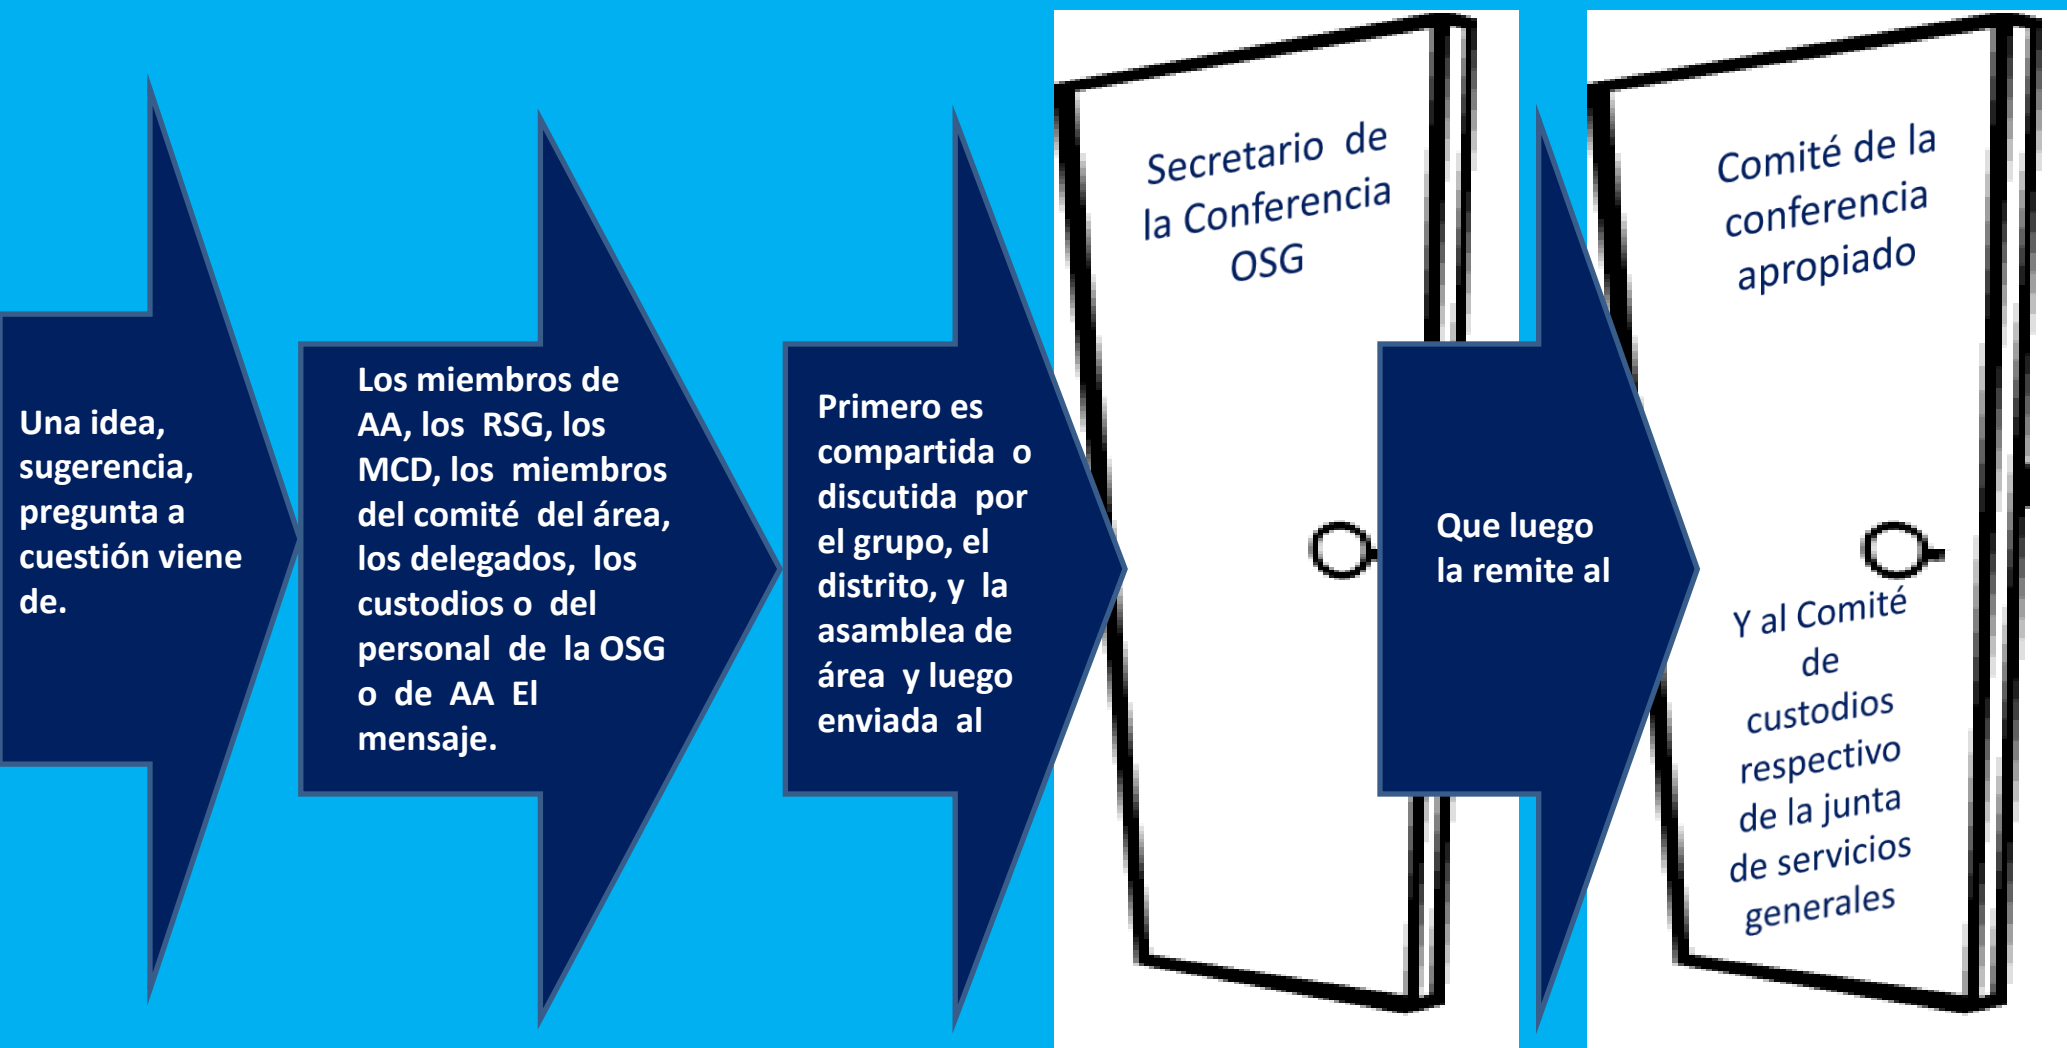 Una idea,
sugerencia,
pregunta a
cuestión viene
de.
Los miembros de
AA, los RSG, los
MCD, los miembros
del comité del área,
los delegados, los
custodios o del
personal de la OSG
o de AA El
mensaje.
Primero es
compartida o
discutida por
el grupo, el
distrito, y la
asamblea de
área y luego
enviada al
Secretario de
la Conferencia
OSG
Que luego
la remite al
Comité de la
conferencia
apropiado
Y al Comité
de
custodios
respectivo
de la junta
de servicios
generales